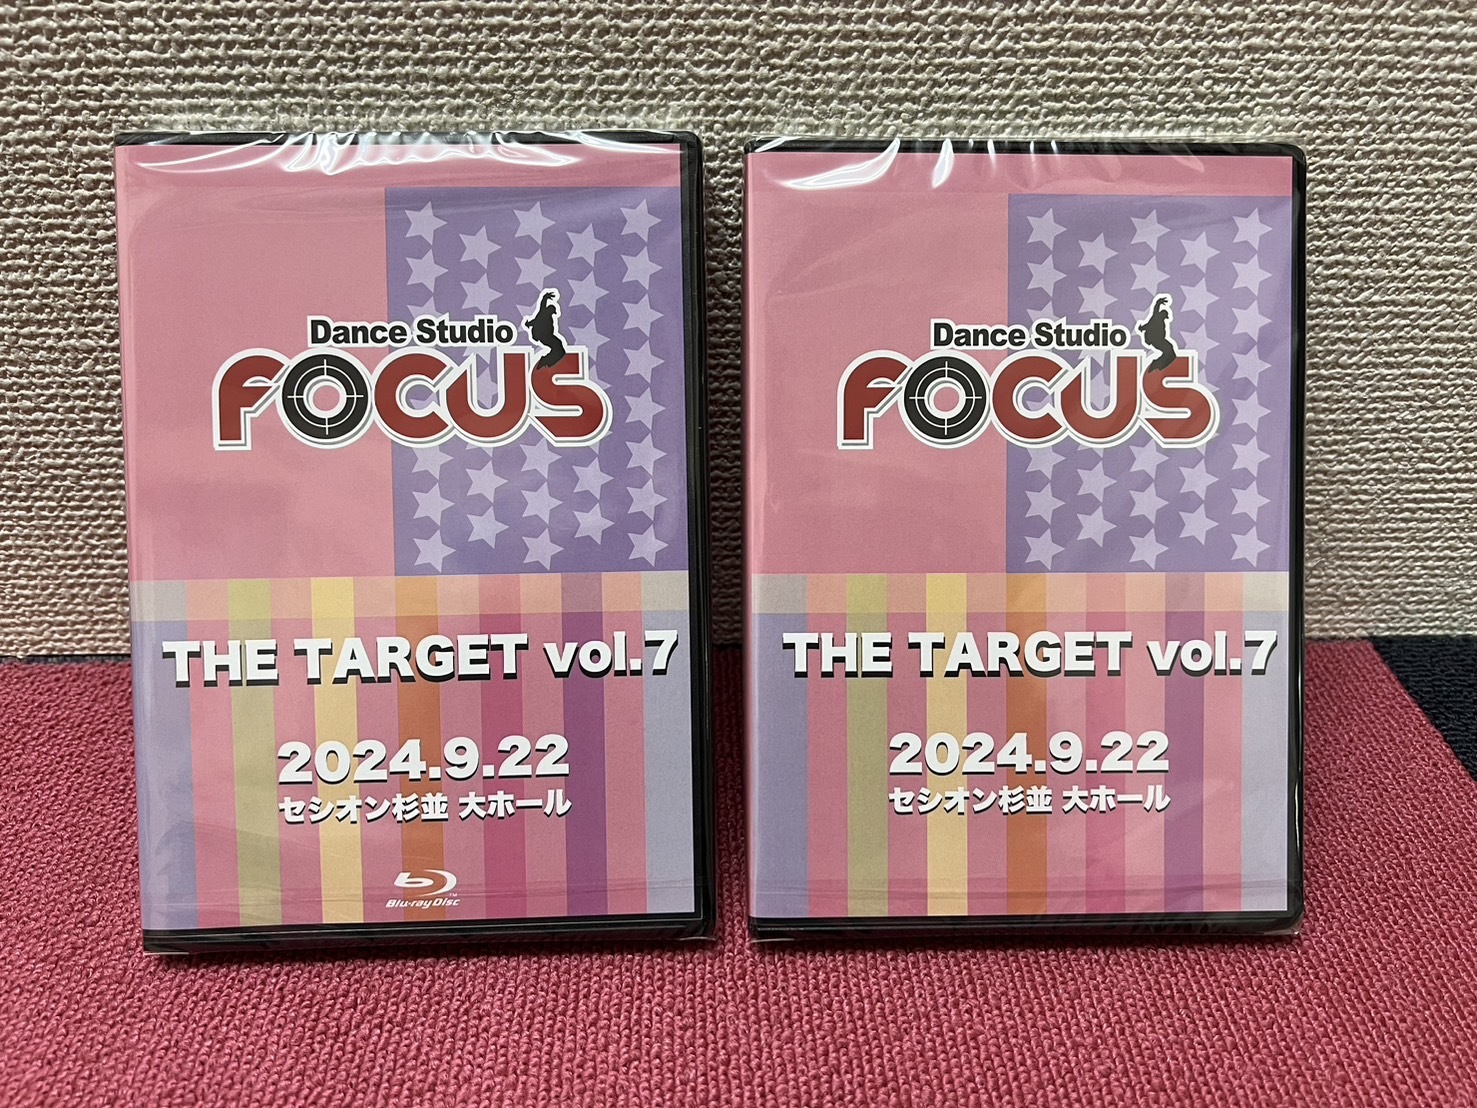 Dance Studio
FOCUS
THE TARGET vol.7
2024.9.22
セシオン杉並 大ホール
Blu-ray Disc™
Dance Studio
FOCUS
THE TARGET vol.7
2024.9.22
セシオン杉並 大ホール